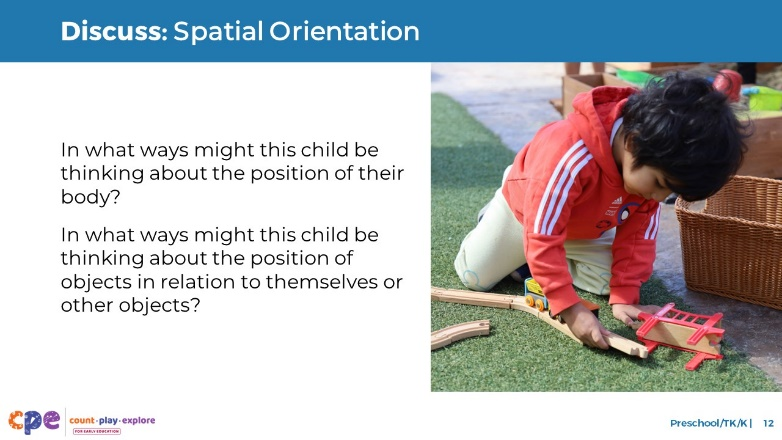 Discuss: Spatial Orientation
In what ways might this child be
thinking about the position of their
body?
In what ways might this child be
thinking about the position of
objects in relation to themselves or
other objects?
cpe
count·play·explore
FOR EARLY EDUCATION
Preschool/TK/K | 12